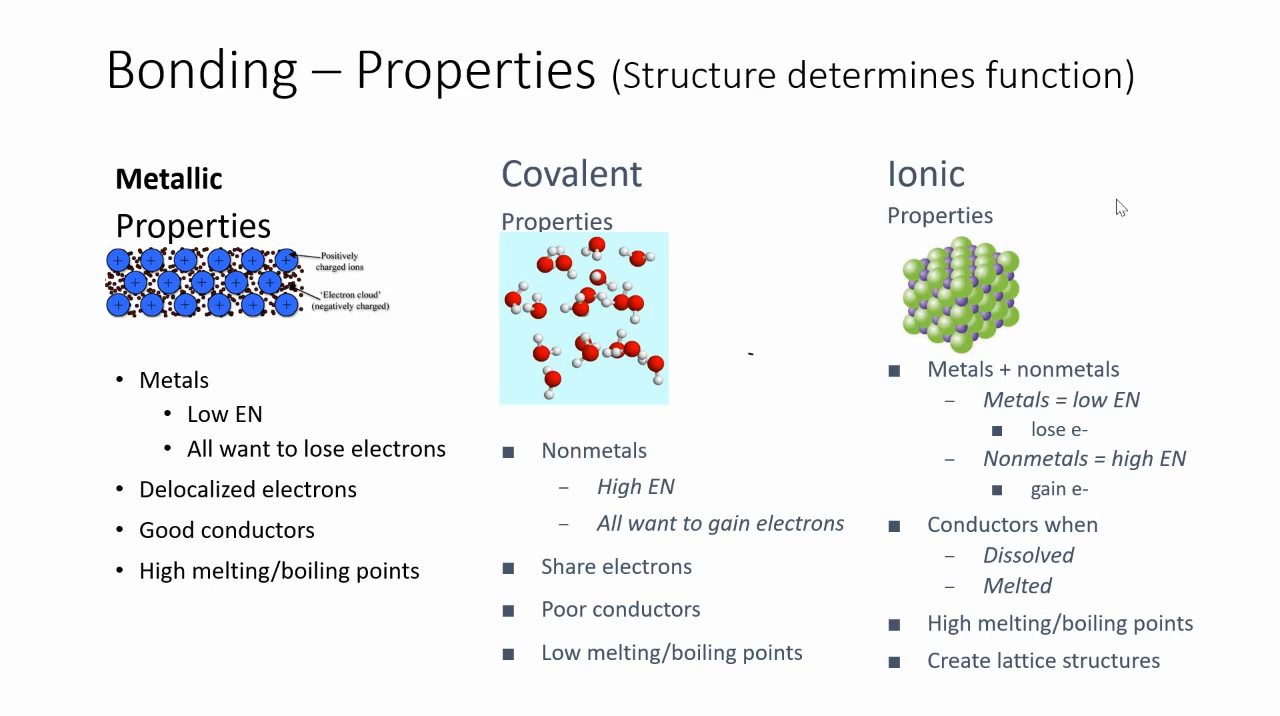 Bonding – Properties (Structure determines function)
Metallic
Properties
Positively
charged ions
'Electron cloud'
(negatively charged)
• Metals
• Low EN
• All want to lose electrons
• Delocalized electrons
• Good conductors
• High melting/boiling points
Covalent
Properties
■ Nonmetals
– High EN
– All want to gain electrons
■ Share electrons
■ Poor conductors
■ Low melting/boiling points
Ionic
Properties
■ Metals + nonmetals
– Metals = low EN
■ lose e-
– Nonmetals = high EN
■ gain e-
■ Conductors when
– Dissolved
– Melted
■ High melting/boiling points
■ Create lattice structures